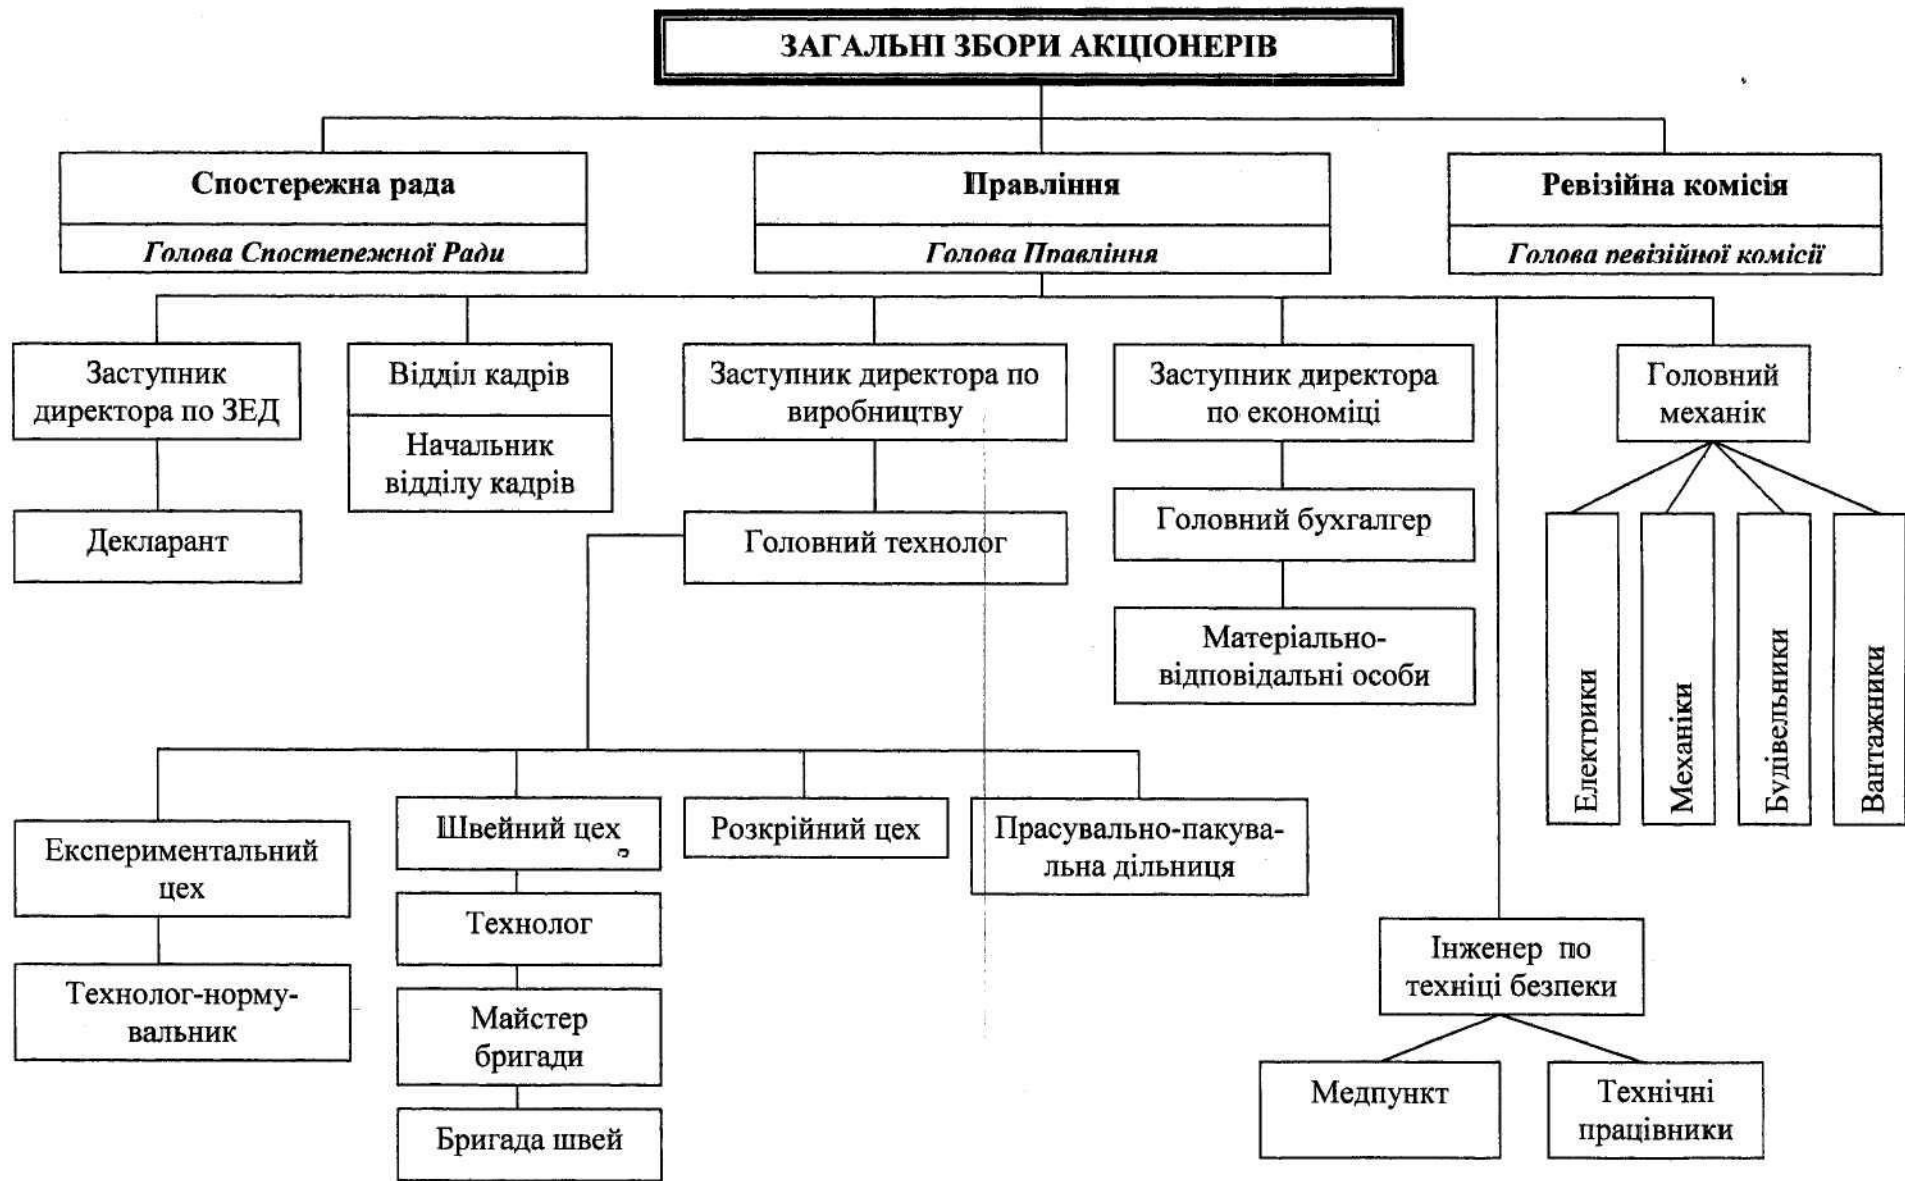 ЗАГАЛЬНІ ЗБОРИ АКЦІОНЕРІВ
Спостережна рада
Голова Спостережної Ради
Правління
Голова Правління
Ревізійна комісія
Голова ревізійної комісії
Заступник
директора по ЗЕД
Відділ кадрів
Начальник
відділу кадрів
Заступник директора по
виробництву
Заступник директора
по економіці
Головний
механік
Декларант
Головний технолог
Головний бухгалтер
Матеріально-
відповідальні особи
Електрики
Механіки
Будівельники
Вантажники
Експериментальний
цех
Швейний цех
Розкрійний цех
Прасувально-пакува-
льна дільниця
Технолог-норму-
вальник
Технолог
Майстер
бригади
Бригада швей
Інженер по
техніці безпеки
Медпункт
Технічні
працівники